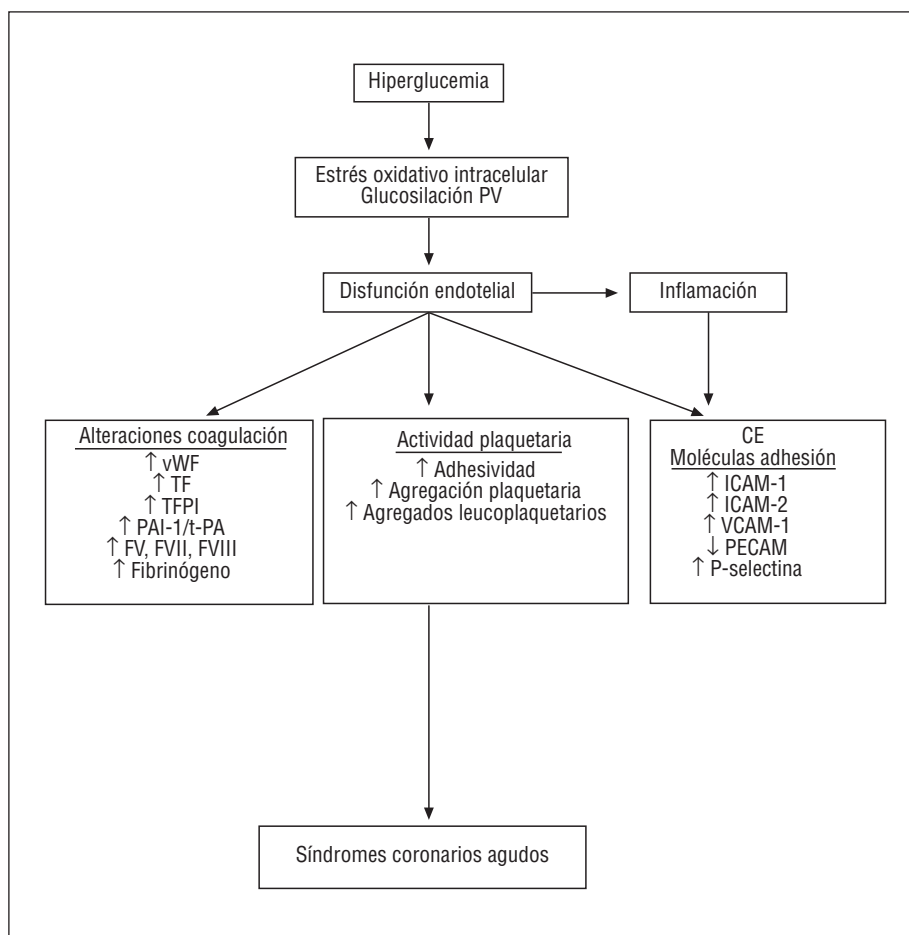 Hiperglucemia
Estrés oxidativo intracelular
Glucosilación PV
Disfunción endotelial
Inflamación
Alteraciones coagulación
↑ vWF
↑ TF
↑ TFPI
↑ PAI-1/t-PA
↑ FV, FVII, FVIII
↑ Fibrinógeno
Actividad plaquetaria
↑ Adhesividad
↑ Agregación plaquetaria
↑ Agregados leucoplaquetarios
CE
Moléculas adhesión
↑ ICAM-1
↑ ICAM-2
↑ VCAM-1
↓ PECAM
↑ P-selectina
Síndromes coronarios agudos